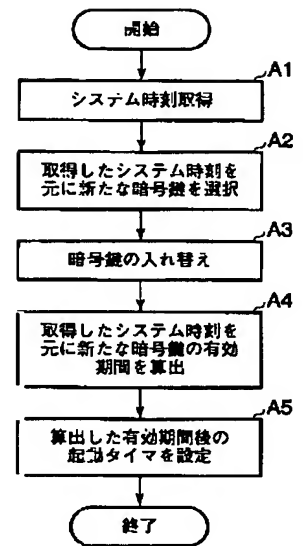 開始
A1
システム時刻取得
A2
取得したシステム時刻を
元に新たな暗号鍵を選択
A3
暗号鍵の入れ替え
A4
取得したシステム時刻を
元に新たな暗号鍵の有効
期間を算出
A5
算出した有効期間後の
起動タイマを設定
終了